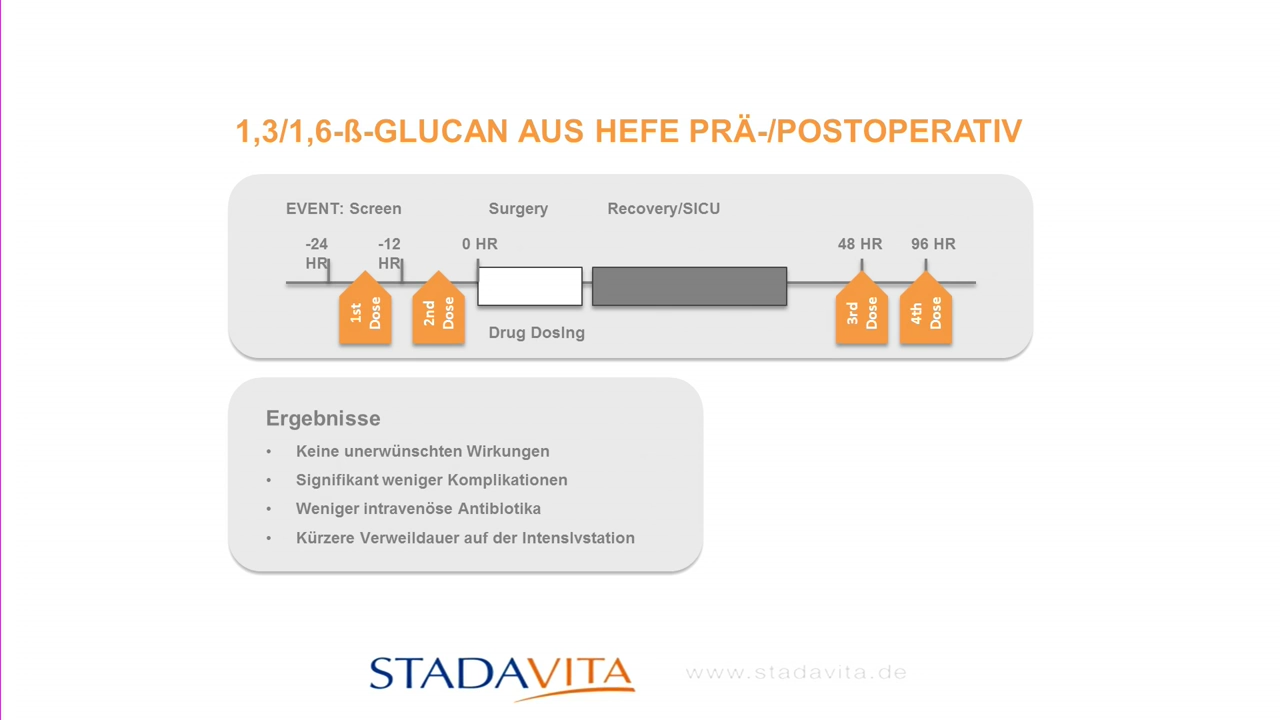 1,3/1,6-ß-GLUCAN AUS HEFE PRÄ-/POSTOPERATIV
EVENT: Screen Surgery Recovery/SICU
-24 HR -12 HR 0 HR 48 HR 96 HR
1st Dose 2nd Dose 3rd Dose 4th Dose
Drug Dosing
Ergebnisse
• Keine unerwünschten Wirkungen
• Signifikant weniger Komplikationen
• Weniger intravenöse Antibiotika
• Kürzere Verweildauer auf der Intensivstation
STADAVITA www.stadavita.de